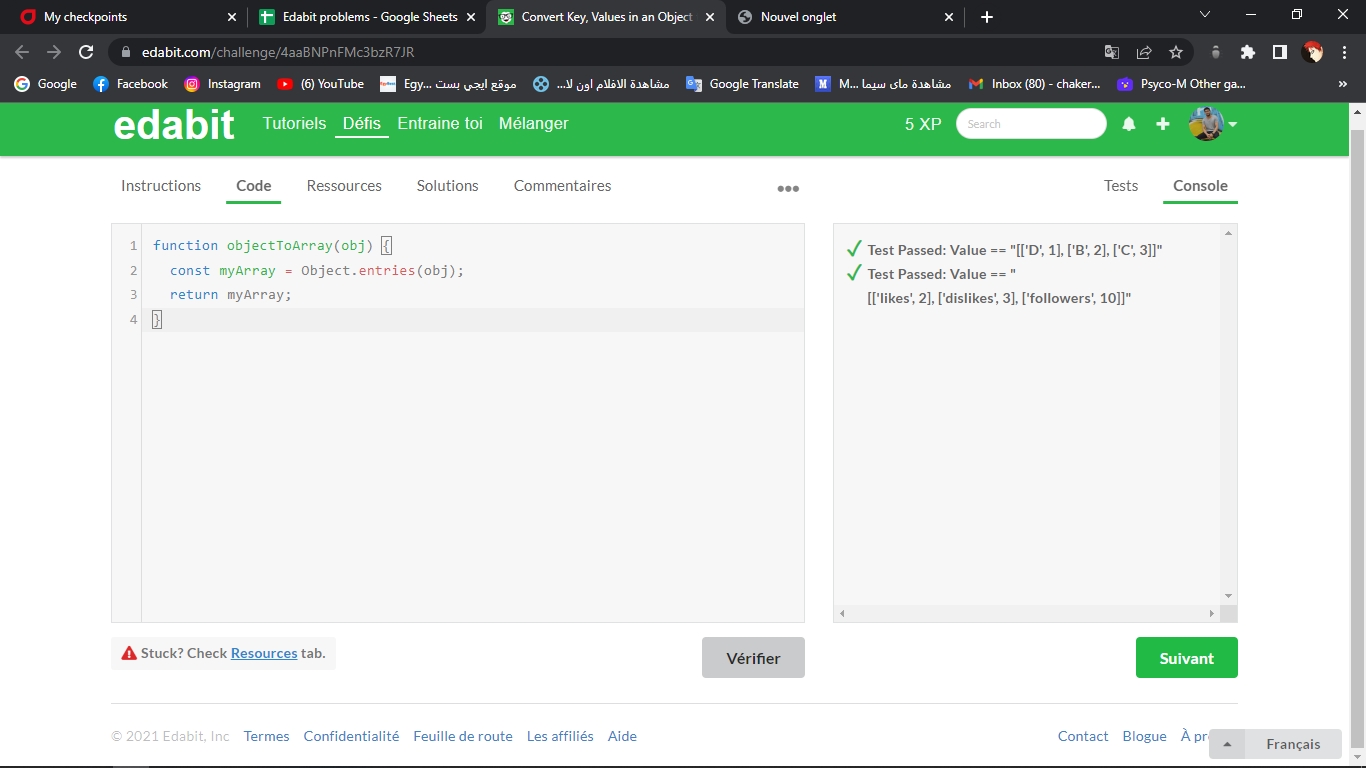 My checkpoints
Edabit problems - Google Sheets
Convert Key, Values in an Object
Nouvel onglet
edabit.com/challenge/4aaBNPnFMc3bzR7JR
Google
Facebook
Instagram
(6) YouTube
موقع ايجي بست ...Egy
مشاهدة الافلام اون لا...
Google Translate
مشاهدة ماى سيما ...M
Inbox (80) - chaker...
Psyco-M Other ga...
edabit
Tutoriels
Défis
Entraine toi
Mélanger
5 XP
Search
Instructions
Code
Ressources
Solutions
Commentaires
Tests
Console
1 function objectToArray(obj) {
2 const myArray = Object.entries(obj);
3 return myArray;
4 }
Test Passed: Value == "[['D', 1], ['B', 2], ['C', 3]]"
Test Passed: Value == "
[['likes', 2], ['dislikes', 3], ['followers', 10]]"
Stuck? Check Resources tab.
Vérifier
Suivant
© 2021 Edabit, Inc
Termes
Confidentialité
Feuille de route
Les affiliés
Aide
Contact
Blogue
À pr
Français